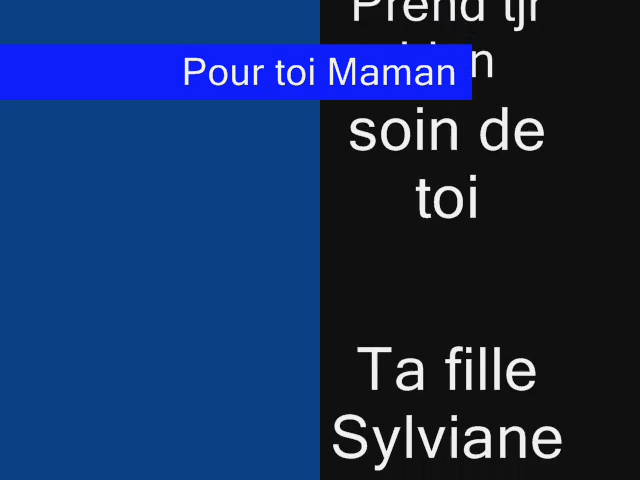 Prend tjr
Pour toi Maman
soin de
toi
Ta fille
Sylviane